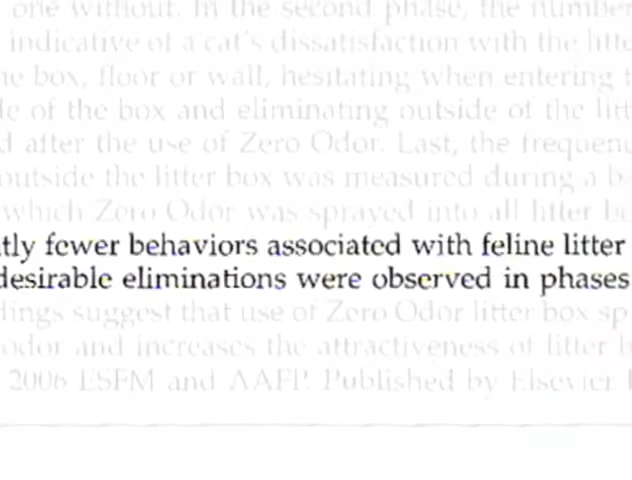 one without. In the second phase, the number
indicative of a cat's dissatisfaction with the litte
ne box, floor or wall, hesitating when entering t
de of the box and eliminating outside of the litt
d after the use of Zero Odor. Last, the frequenc
outside the litter box was measured during a b
which Zero Odor was sprayed into all litter bo
tly fewer behaviors associated with feline litter
desirable eliminations were observed in phases
dings suggest that use of Zero Odor litter box sp
odor and increases the attractiveness of litter b
2006 ESFM and AAFP. Published by Elsevier